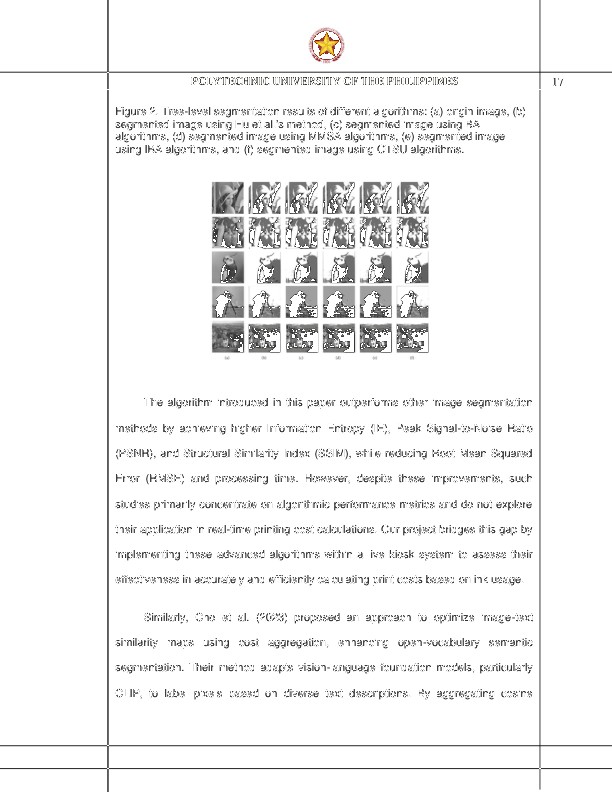 POLYTECHNIC UNIVERSITY OF THE PHILIPPINES
17
Figure 2. Tree-level segmentation results of different algorithms: (a) origin image, (b)
segmented image using Hu et al.'s method, (c) segmented image using BA
algorithms, (d) segmented image using MMSA algorithms, (e) segmented image
using IBA algorithms, and (f) segmented image using OTSU algorithms.
The algorithm introduced in this paper outperforms other image segmentation
methods by achieving higher Information Entropy (IE), Peak Signal-to-Noise Ratio
(PSNR), and Structural Similarity Index (SSIM), while reducing Root Mean Squared
Error (RMSE) and processing time. However, despite these improvements, such
studies primarily concentrate on algorithmic performance metrics and do not explore
their application in real-time printing cost calculations. Our project bridges this gap by
implementing these advanced algorithms within a live kiosk system to assess their
effectiveness in accurately and efficiently calculating print costs based on ink usage.
Similarly, Cho et al. (2023) proposed an approach to optimize image-text
similarity maps using cost aggregation, enhancing open-vocabulary semantic
segmentation. Their method adapts vision-language foundation models, particularly
CLIP, to label pixels based on diverse text descriptions. By aggregating cosine